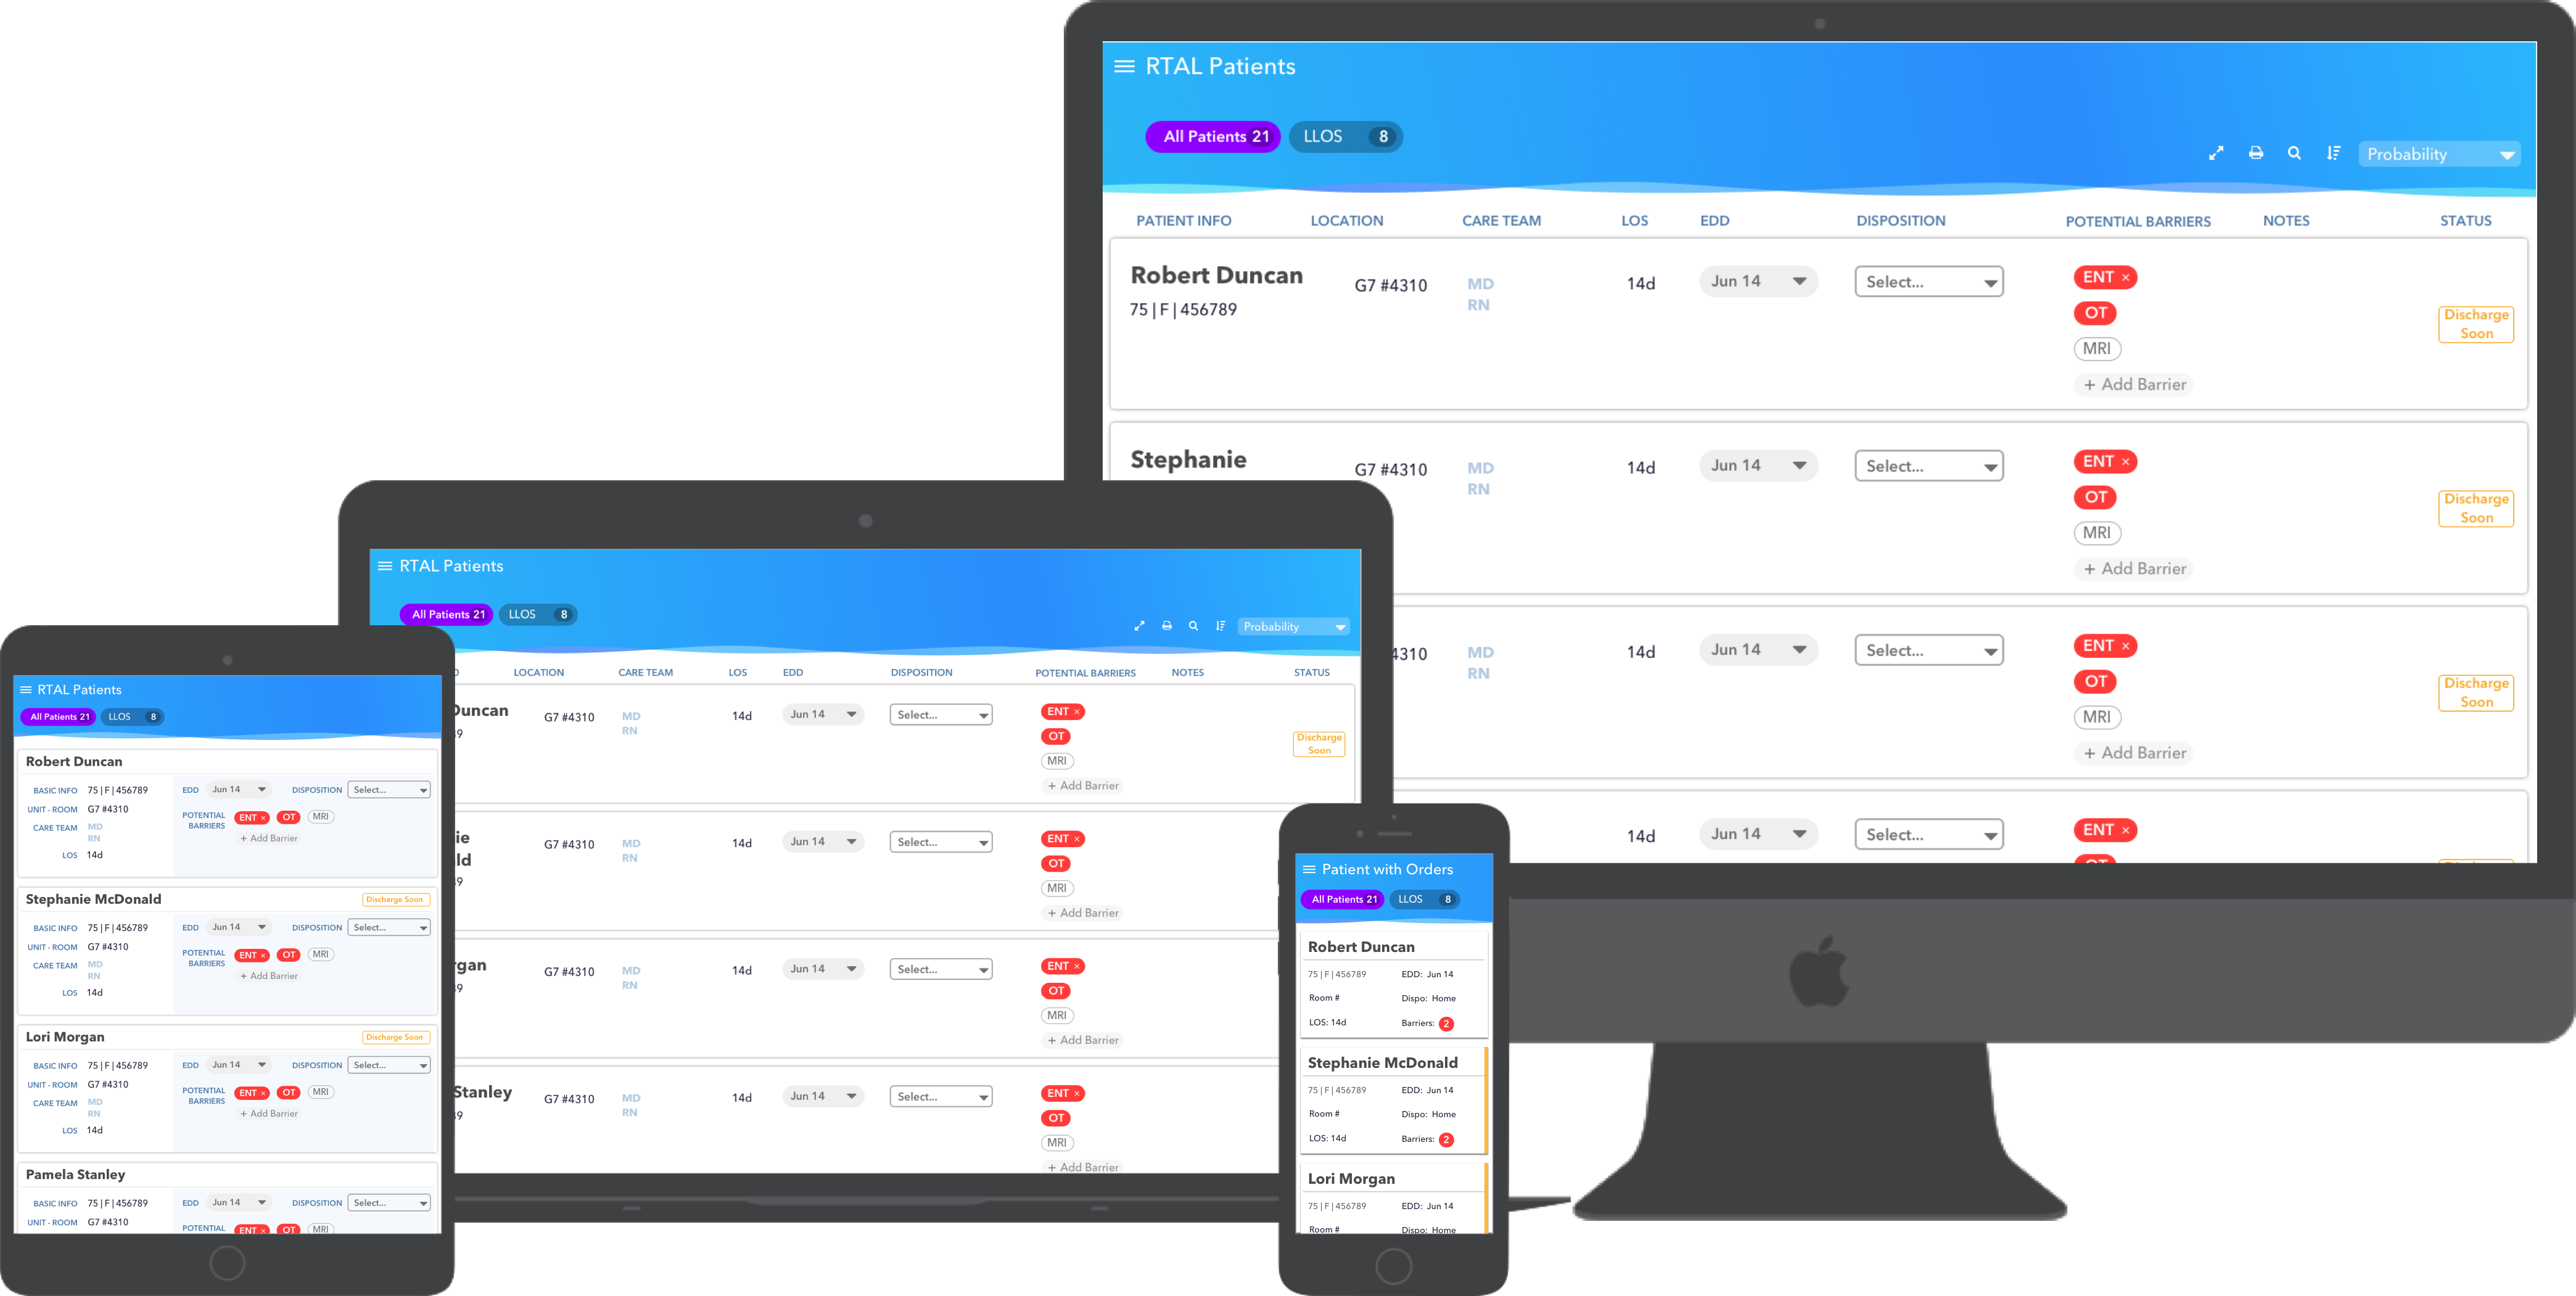 RTAL Patients
All Patients 21 LLOS 8
Probability
PATIENT INFO LOCATION CARE TEAM LOS EDD DISPOSITION POTENTIAL BARRIERS NOTES STATUS
Robert Duncan G7 #4310 MD 14d Jun 14 Select... ENT ×
RN
75 | F | 456789
OT
Discharge
Soon
MRI
+ Add Barrier
Stephanie G7 #4310 MD 14d Jun 14 Select... ENT ×
RN
OT
Discharge
Soon
MRI
+ Add Barrier
4310 MD 14d Jun 14 Select... ENT ×
RN
OT
Discharge
Soon
MRI
+ Add Barrier
14d Jun 14 Select... ENT ×
OT
RTAL Patients
All Patients 21 LLOS 8
Probability
LOCATION CARE TEAM LOS EDD DISPOSITION POTENTIAL BARRIERS NOTES STATUS
Duncan G7 #4310 MD 14d Jun 14 Select... ENT ×
RN
OT
Discharge
Soon
MRI
+ Add Barrier
ie G7 #4310 MD 14d Jun 14 Select... ENT ×
ld RN
OT
MRI
+ Add Barrier
rgan G7 #4310 MD 14d Jun 14 Select... ENT ×
RN
OT
MRI
+ Add Barrier
Stanley G7 #4310 MD 14d Jun 14 Select... ENT ×
RN
OT
MRI
+ Add Barrier
RTAL Patients
All Patients 21 LLOS 8
Robert Duncan
BASIC INFO 75 | F | 456789 EDD Jun 14 DISPOSITION Select...
UNIT - ROOM G7 #4310
POTENTIAL BARRIERS ENT × OT MRI
CARE TEAM MD
RN
+ Add Barrier
LOS 14d
Stephanie McDonald Discharge Soon
BASIC INFO 75 | F | 456789 EDD Jun 14 DISPOSITION Select...
UNIT - ROOM G7 #4310
POTENTIAL BARRIERS ENT × OT MRI
CARE TEAM MD
RN
+ Add Barrier
LOS 14d
Lori Morgan Discharge Soon
BASIC INFO 75 | F | 456789 EDD Jun 14 DISPOSITION Select...
UNIT - ROOM G7 #4310
POTENTIAL BARRIERS ENT × OT MRI
CARE TEAM MD
RN
+ Add Barrier
LOS 14d
Pamela Stanley
BASIC INFO 75 | F | 456789 EDD Jun 14 DISPOSITION Select...
UNIT - ROOM G7 #4310
POTENTIAL ENT × OT MRI
Patient with Orders
All Patients 21 LLOS 8
Robert Duncan
75 | F | 456789 EDD: Jun 14
Room # Dispo: Home
LOS: 14d Barriers: 2
Stephanie McDonald
75 | F | 456789 EDD: Jun 14
Room # Dispo: Home
LOS: 14d Barriers: 2
Lori Morgan
75 | F | 456789 EDD: Jun 14
Room # Dispo: Home